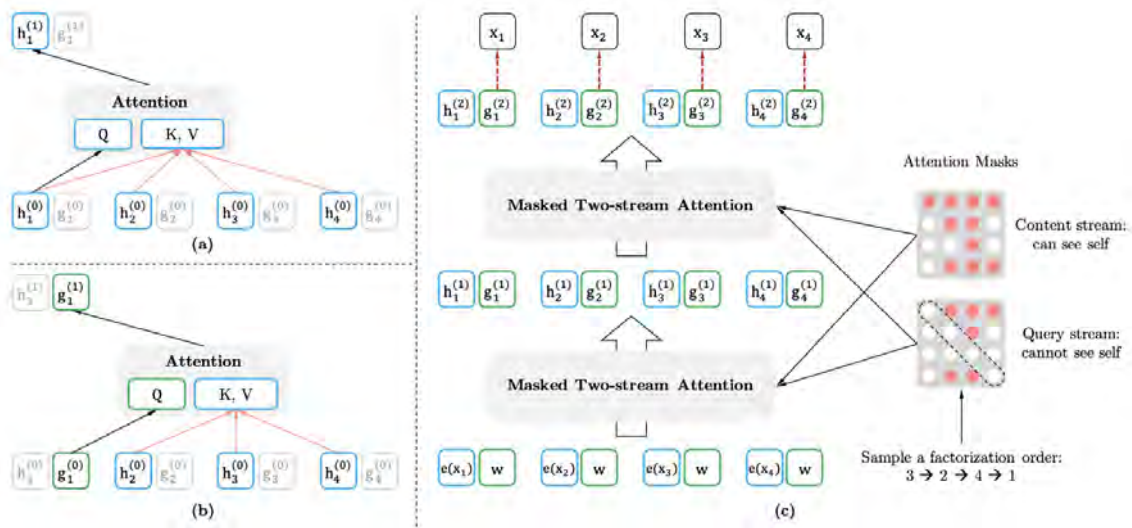 h₁⁽¹⁾ g₁⁽¹⁾
Attention
Q
K, V
h₁⁽⁰⁾ g₁⁽⁰⁾ h₂⁽⁰⁾ g₂⁽⁰⁾ h₃⁽⁰⁾ g₃⁽⁰⁾ h₄⁽⁰⁾ g₄⁽⁰⁾
(a)
h₁⁽¹⁾ g₁⁽¹⁾
Attention
Q
K, V
h₁⁽⁰⁾ g₁⁽⁰⁾ h₂⁽⁰⁾ g₂⁽⁰⁾ h₃⁽⁰⁾ g₃⁽⁰⁾ h₄⁽⁰⁾ g₄⁽⁰⁾
(b)
x₁ x₂ x₃ x₄
h₁⁽²⁾ g₁⁽²⁾ h₂⁽²⁾ g₂⁽²⁾ h₃⁽²⁾ g₃⁽²⁾ h₄⁽²⁾ g₄⁽²⁾
Masked Two-stream Attention
h₁⁽¹⁾ g₁⁽¹⁾ h₂⁽¹⁾ g₂⁽¹⁾ h₃⁽¹⁾ g₃⁽¹⁾ h₄⁽¹⁾ g₄⁽¹⁾
Masked Two-stream Attention
e(x₁) w e(x₂) w e(x₃) w e(x₄) w
(c)
Attention Masks
Content stream:
can see self
Query stream:
cannot see self
Sample a factorization order:
3 → 2 → 4 → 1